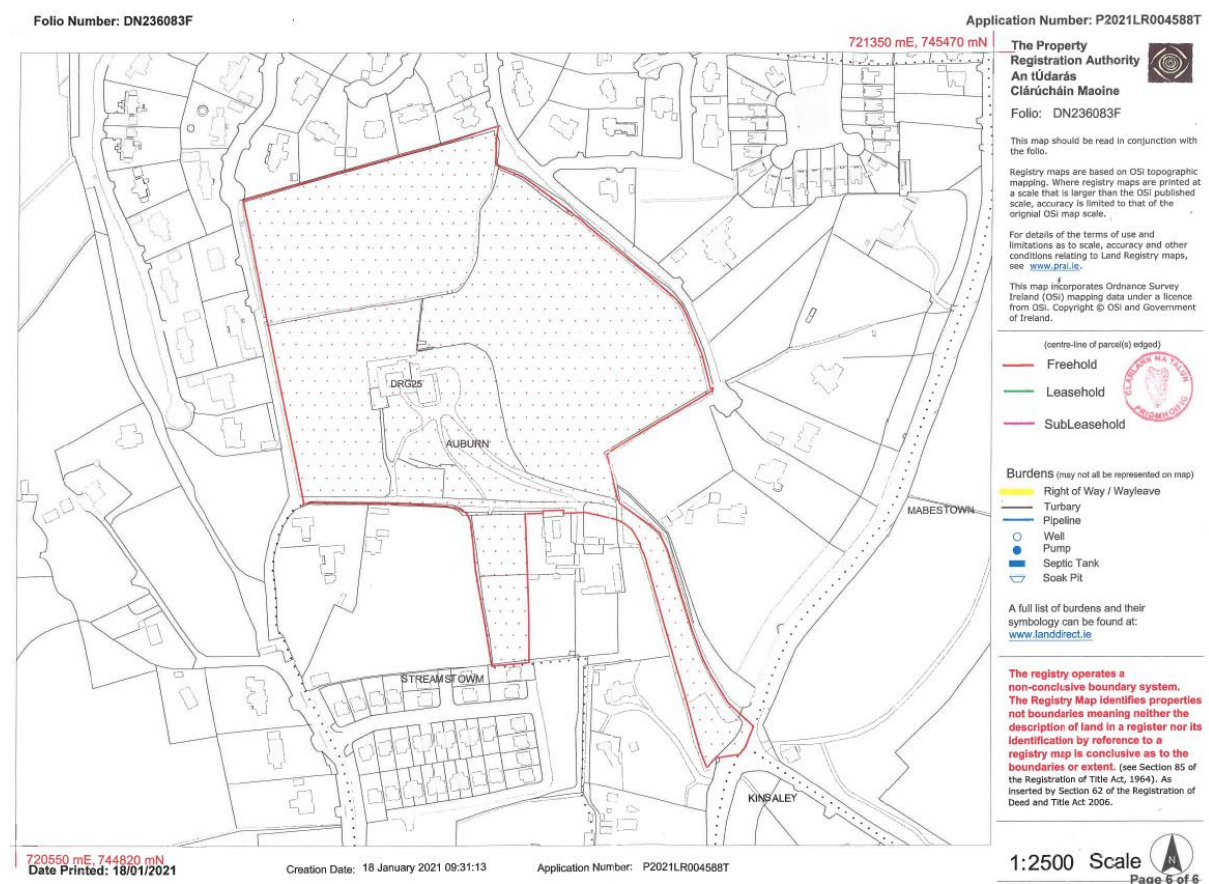 Folio Number: DN236083F
Application Number: P2021LR004588T
721350 mE, 745470 mN
The Property
Registration Authority
An tÚdarás
Clárúcháin Maoine
Folio: DN236083F
This map should be read in conjunction with
the folio.
Registry maps are based on OSi topographic
mapping. Where registry maps are printed at
a scale that is larger than the OSi published
scale, accuracy is limited to that of the
orignial OSi map scale.
For details of the terms of use and
limitations as to scale, accuracy and other
conditions relating to Land Registry maps,
see www.prai.ie.
This map incorporates Ordnance Survey
Ireland (OSi) mapping data under a licence
from OSi. Copyright © OSi and Government
of Ireland.
(centre-line of parcel(s) edged)
Freehold
Leasehold
SubLeasehold
CLARLANN NA TALUN
PRIOMHOIFIG
Burdens (may not all be represented on map)
Right of Way / Wayleave
Turbary
Pipeline
Well
Pump
Septic Tank
Soak Pit
A full list of burdens and their
symbology can be found at:
www.landdirect.ie
The registry operates a
non-conclusive boundary system.
The Registry Map identifies properties
not boundaries meaning neither the
description of land in a register nor its
identification by reference to a
registry map is conclusive as to the
boundaries or extent. (see Section 85 of
the Registration of Title Act, 1964). As
inserted by Section 62 of the Registration of
Deed and Title Act 2006.
DRG25
AUBURN
MABESTOWN
STREAMSTOWM
KINSALEY
720550 mE, 744820 mN
Date Printed: 18/01/2021
Creation Date: 18 January 2021 09:31:13
Application Number: P2021LR004588T
1:2500 Scale
N
Page 6 of 6